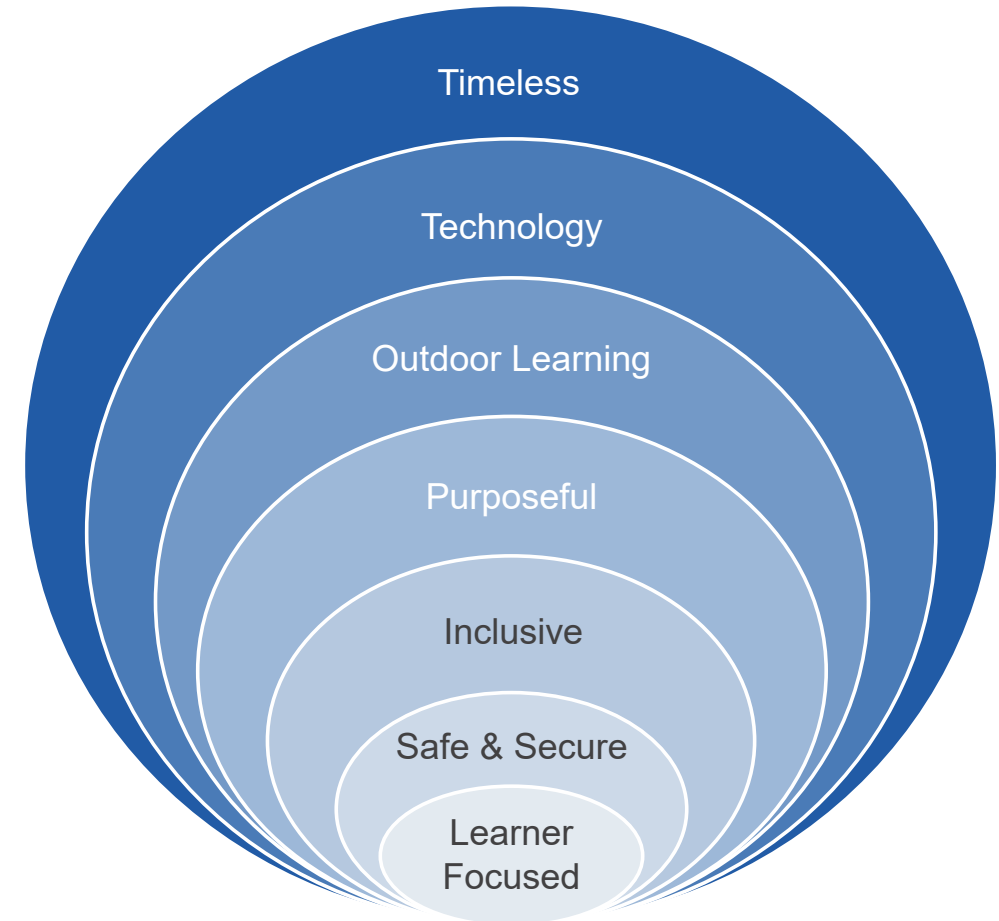 Timeless
Technology
Outdoor Learning
Purposeful
Inclusive
Safe & Secure
Learner
Focused